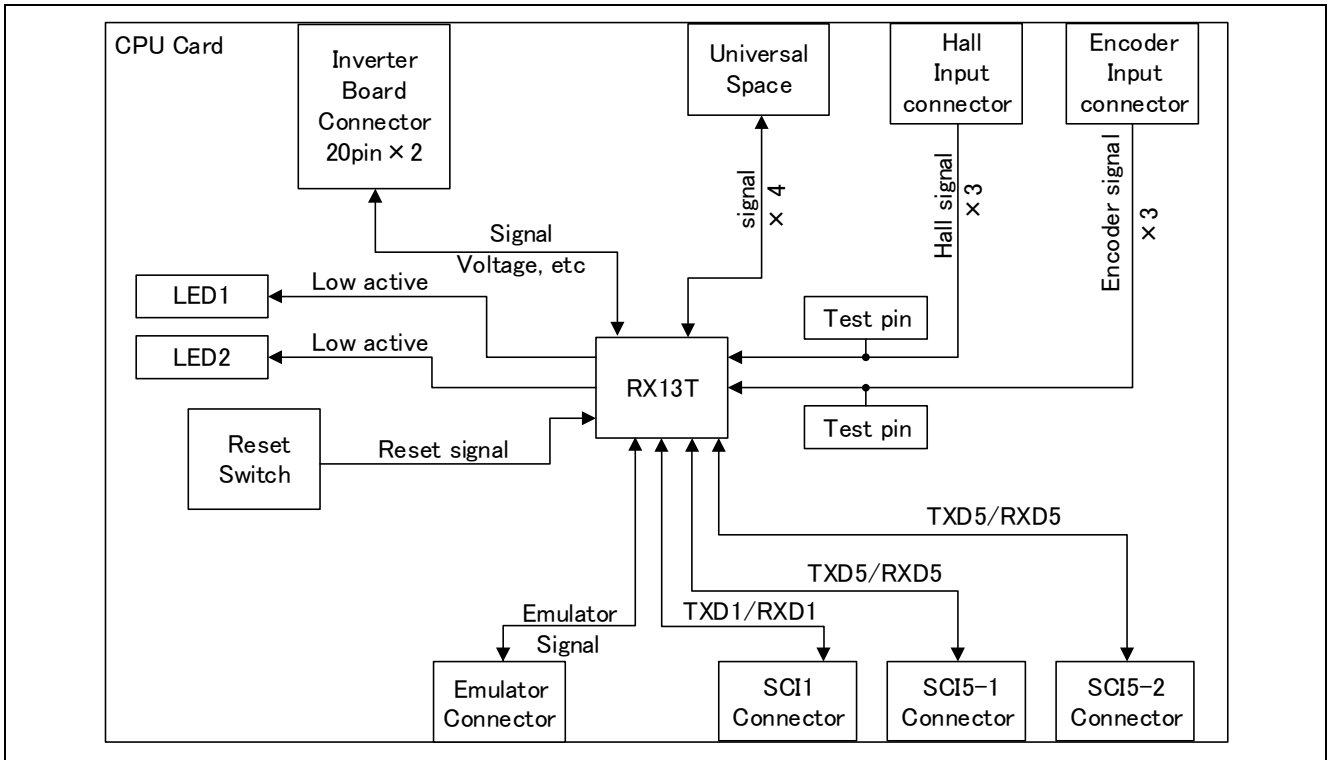 CPU Card
Inverter
Board
Connector
20pin × 2
Universal
Space
Hall
Input
connector
Encoder
Input
connector
signal
× 4
Hall signal
×3
Encoder signal
×3
Signal
Voltage, etc
LED1
Low active
LED2
Low active
Test pin
RX13T
Test pin
Reset
Switch
Reset signal
TXD5/RXD5
TXD5/RXD5
TXD1/RXD1
Emulator
Signal
Emulator
Connector
SCI1
Connector
SCI5-1
Connector
SCI5-2
Connector